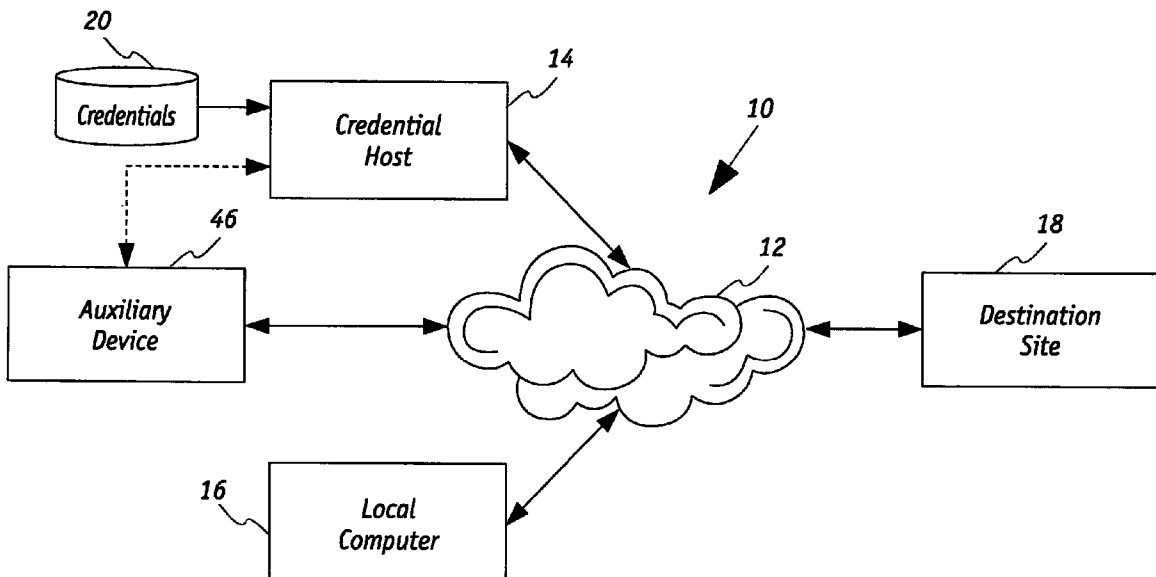 20
14
Credentials
Credential
Host
10
46
12
18
Auxiliary
Device
Destination
Site
16
Local
Computer